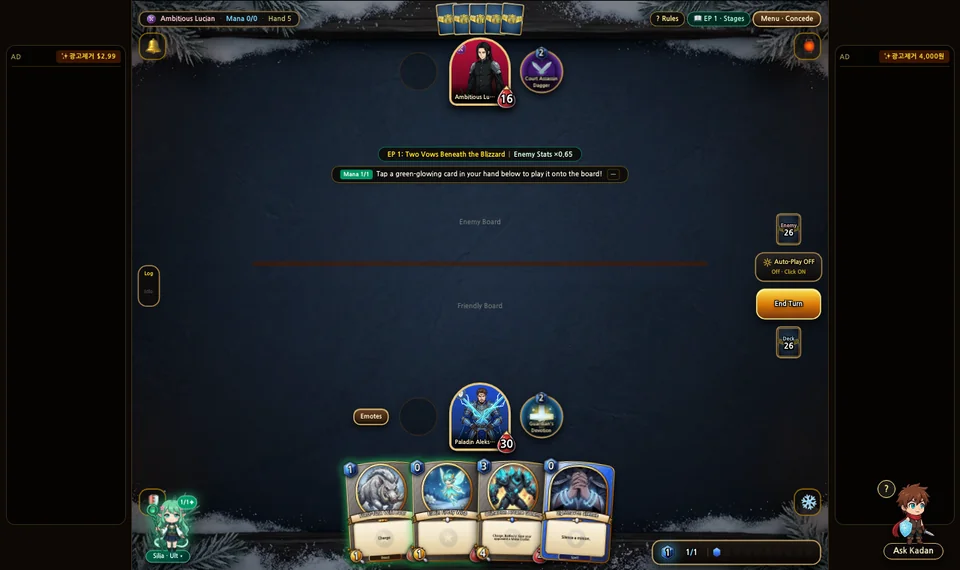 Ambitious Lucian Mana 0/0 Hand 5
? Rules
EP 1 · Stages
Menu · Concede
AD
광고제거 $2.99
AD
광고제거 4,000원
2
Court Assassin
Dagger
Ambitious Lu…
16
EP 1: Two Vows Beneath the Blizzard | Enemy Stats ×0.65
Mana 1/1 Tap a green-glowing card in your hand below to play it onto the board! —
Enemy Board
Enemy
26
Log
Auto-Play OFF
Off · Click ON
End Turn
Friendly Board
Deck
26
Emotes
2
Guardian's
Devotion
Paladin Aleks…
30
1
0
3
0
Charge
Silence a minion.
1
1
4
1/1
Silia · Ult
1 1/1
?
Ask Kadan